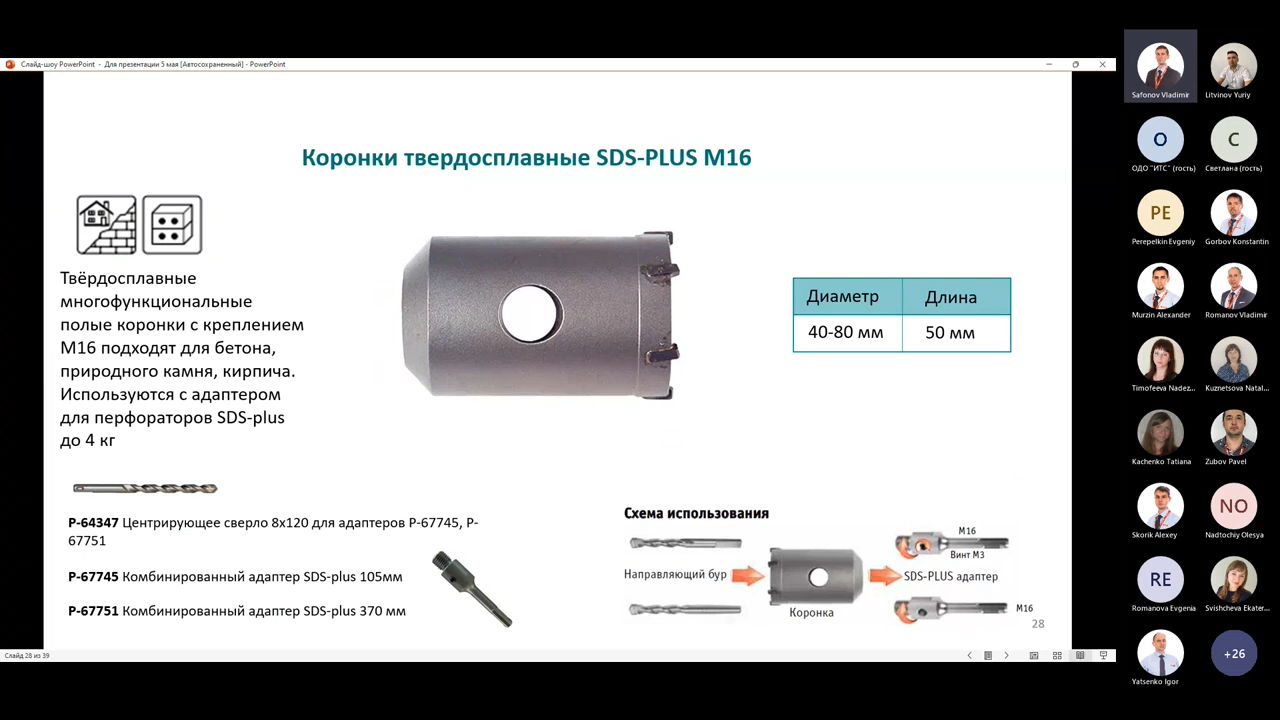 Слайд-шоу PowerPoint - Для презентации 5 мая [Автосохраненный] - PowerPoint
Коронки твердосплавные SDS-PLUS M16
Твёрдосплавные
многофункциональные
полые коронки с креплением
М16 подходят для бетона,
природного камня, кирпича.
Используются с адаптером
для перфораторов SDS-plus
до 4 кг
Диаметр Длина
40-80 мм 50 мм
P-64347 Центрирующее сверло 8x120 для адаптеров P-67745, P-
67751
P-67745 Комбинированный адаптер SDS-plus 105мм
P-67751 Комбинированный адаптер SDS-plus 370 мм
Схема использования
М16
Винт М3
Направляющий бур
SDS-PLUS адаптер
Коронка
М16
28
Слайд 28 из 39
Safonov Vladimir
Litvinov Yuriy
О
С
ОДО "ИТС" (гость)
Светлана (гость)
PE
Perepelkin Evgeniy
Gorbov Konstantin
Murzin Alexander
Romanov Vladimir
Timofeeva Nadez...
Kuznetsova Natal...
Kachenko Tatiana
Zubov Pavel
NO
Skorik Alexey
Nadtochiy Olesya
RE
Romanova Evgenia
Svishcheva Ekater...
+26
Yatsenko Igor